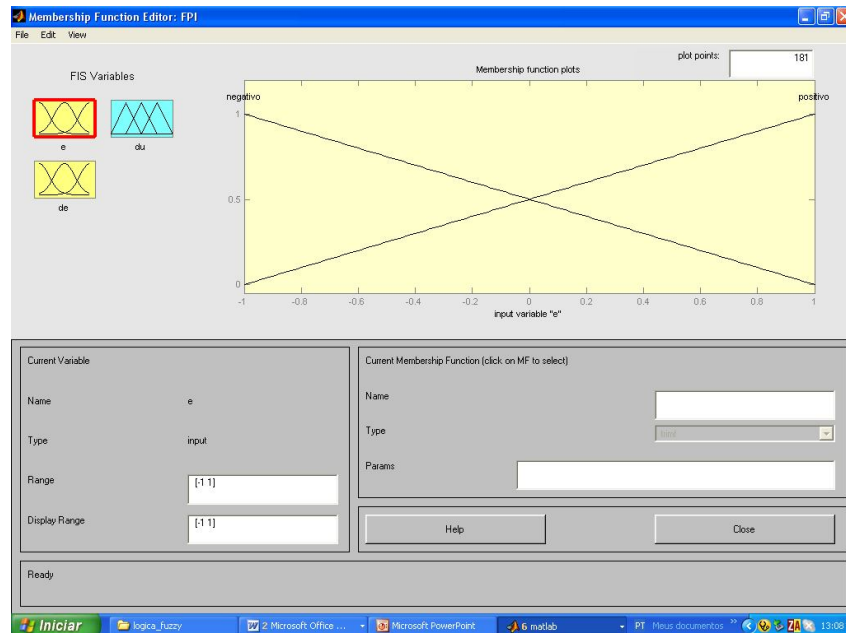 Membership Function Editor: FPI
File Edit View
FIS Variables
e
du
de
plot points:
181
Membership function plots
negativo
positivo
1
0.5
0
-1 -0.8 -0.6 -0.4 -0.2 0 0.2 0.4 0.6 0.8 1
input variable "e"
Current Variable
Name
e
Type
input
Range
[-1 1]
Display Range
[-1 1]
Current Membership Function (click on MF to select)
Name
Type
Params
Help
Close
Ready
Iniciar
logica_fuzzy
2 Microsoft Office ...
Microsoft PowerPoint
6 matlab
PT
Meus documentos
13:08